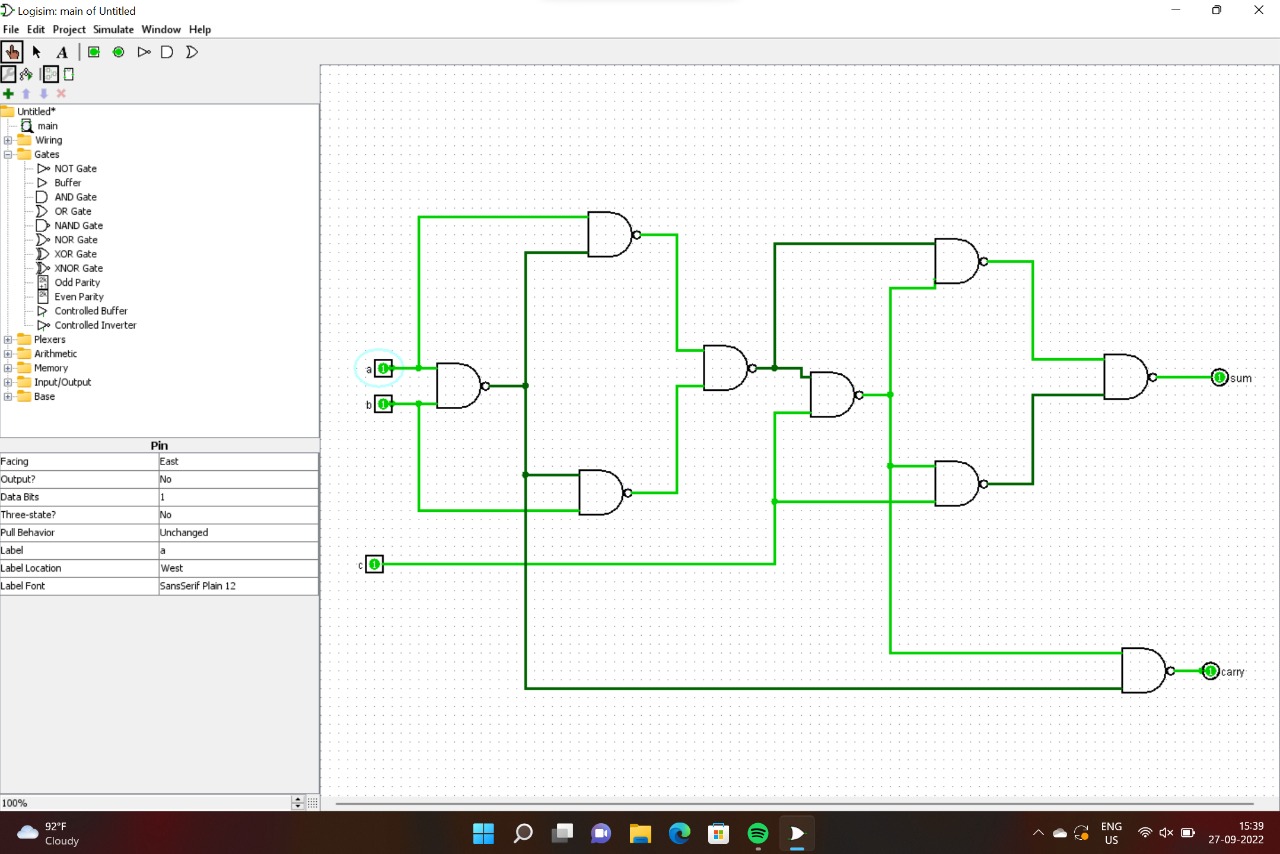 Logisim: main of Untitled
File Edit Project Simulate Window Help
A
Untitled*
main
Wiring
Gates
NOT Gate
Buffer
AND Gate
OR Gate
NAND Gate
NOR Gate
XOR Gate
XNOR Gate
Odd Parity
Even Parity
Controlled Buffer
Controlled Inverter
Plexers
Arithmetic
Memory
Input/Output
Base
Pin
Facing East
Output? No
Data Bits 1
Three-state? No
Pull Behavior Unchanged
Label a
Label Location West
Label Font SansSerif Plain 12
100%
a 1
b 1
c 1
1 sum
1 carry
92°F
Cloudy
ENG
US
15:39
27-09-2022